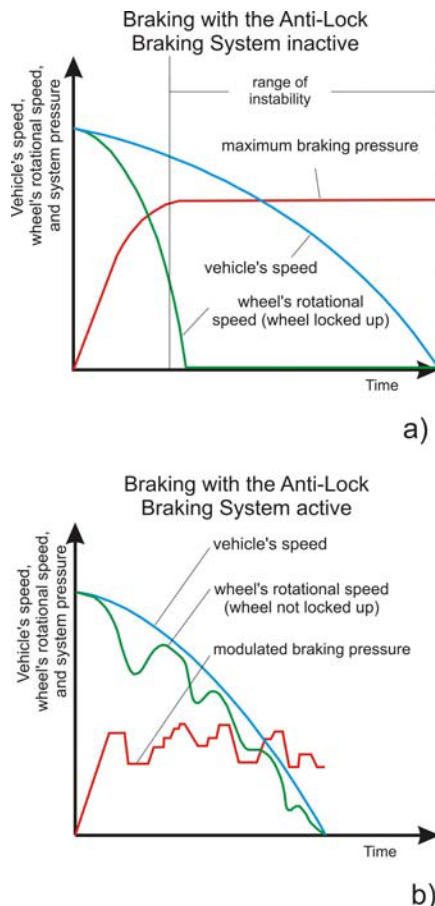 Braking with the Anti-Lock
Braking System inactive
range of
instability
maximum braking pressure
vehicle's speed
wheel's rotational
speed (wheel locked up)
Vehicle's speed,
wheel's rotational speed,
and system pressure
Time
a)
Braking with the Anti-Lock
Braking System active
vehicle's speed
wheel's rotational speed
(wheel not locked up)
modulated braking pressure
Vehicle's speed,
wheel's rotational speed,
and system pressure
Time
b)